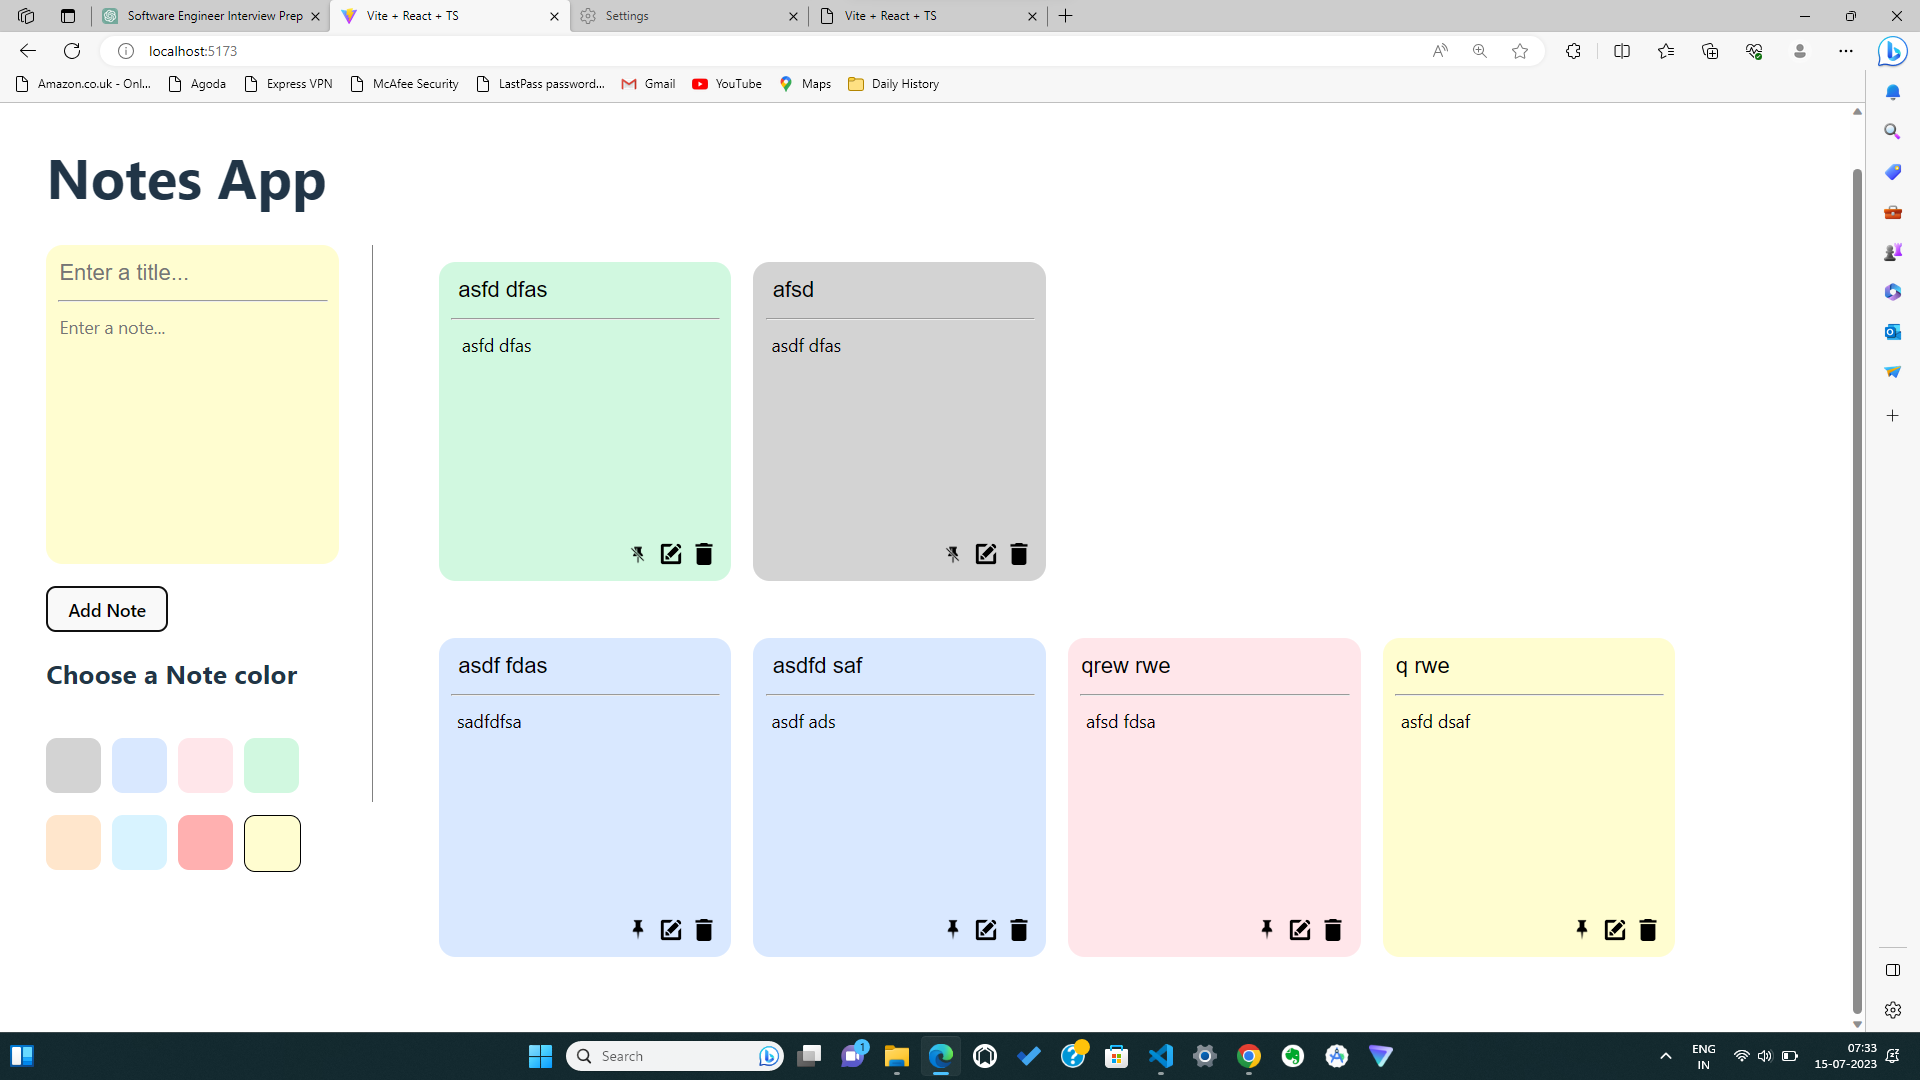 Software Engineer Interview Prep
Vite + React + TS
Settings
Vite + React + TS
localhost:5173
Amazon.co.uk - Onl...
Agoda
Express VPN
McAfee Security
LastPass password...
Gmail
YouTube
Maps
Daily History
Notes App
Enter a title...
Enter a note...
Add Note
Choose a Note color
asfd dfas
asfd dfas
afsd
asdf dfas
asdf fdas
sadfdfsa
asdfd saf
asdf ads
qrew rwe
afsd fdsa
q rwe
asfd dsaf
Search
1
ENG
IN
07:33
15-07-2023